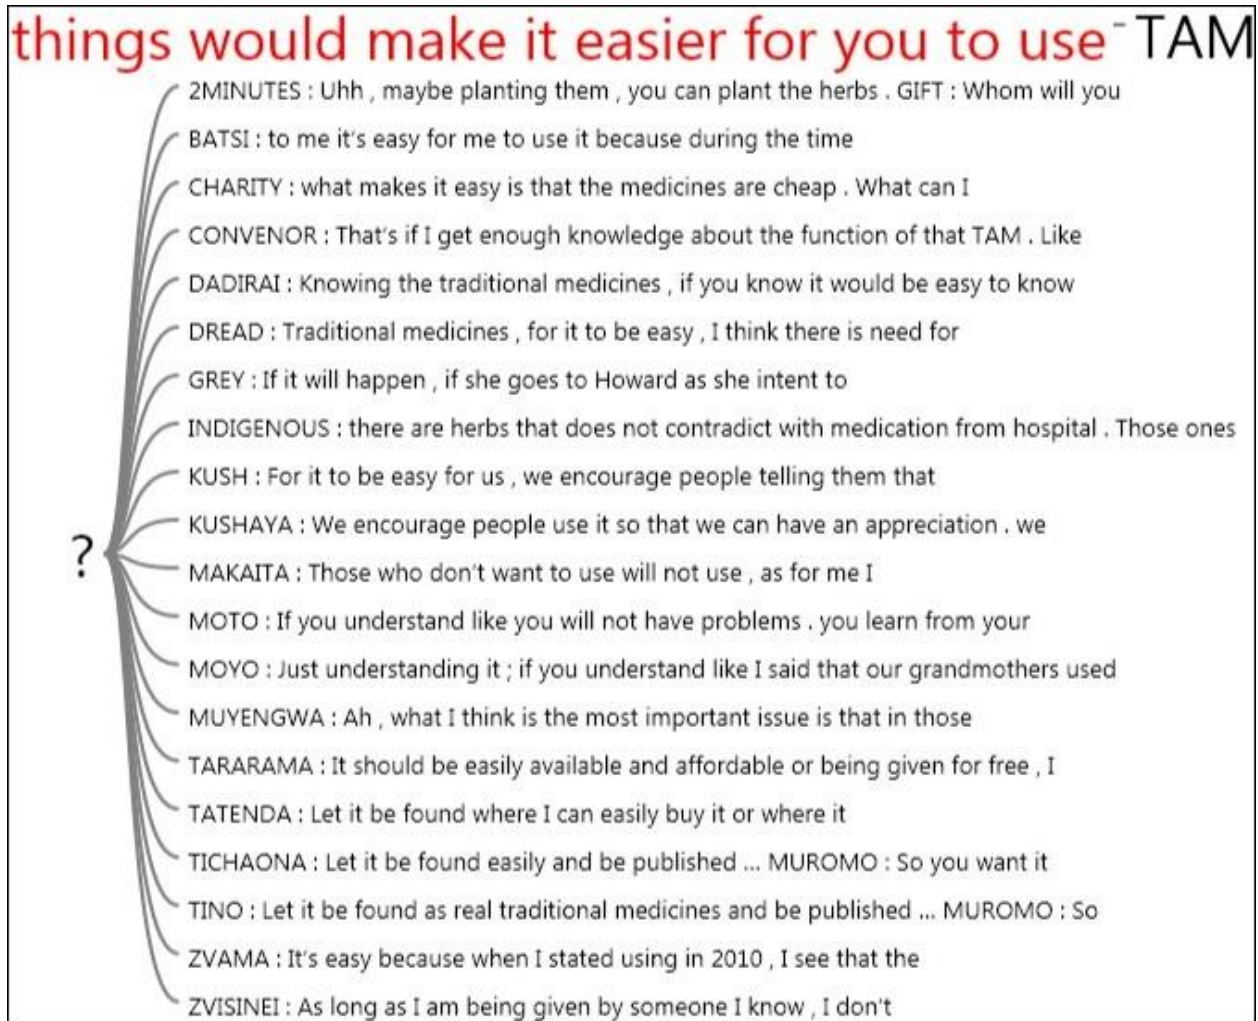 things would make it easier for you to use - TAM
2MINUTES : Uhh , maybe planting them , you can plant the herbs . GIFT : Whom will you
BATSI : to me it's easy for me to use it because during the time
CHARITY : what makes it easy is that the medicines are cheap . What can I
CONVENOR : That's if I get enough knowledge about the function of that TAM . Like
DADIRAI : Knowing the traditional medicines , if you know it would be easy to know
DREAD : Traditional medicines , for it to be easy , I think there is need for
GREY : If it will happen , if she goes to Howard as she intent to
INDIGENOUS : there are herbs that does not contradict with medication from hospital . Those ones
KUSH : For it to be easy for us , we encourage people telling them that
KUSHAYA : We encourage people use it so that we can have an appreciation . we
?
MAKAITA : Those who don't want to use will not use , as for me I
MOTO : If you understand like you will not have problems . you learn from your
MOYO : Just understanding it ; if you understand like I said that our grandmothers used
MUYENGWA : Ah , what I think is the most important issue is that in those
TARARAMA : It should be easily available and affordable or being given for free , I
TATENDA : Let it be found where I can easily buy it or where it
TICHAONA : Let it be found easily and be published ... MUROMO : So you want it
TINO : Let it be found as real traditional medicines and be published ... MUROMO : So
ZVAMA : It's easy because when I stated using in 2010 , I see that the
ZVISINEI : As long as I am being given by someone I know , I don't